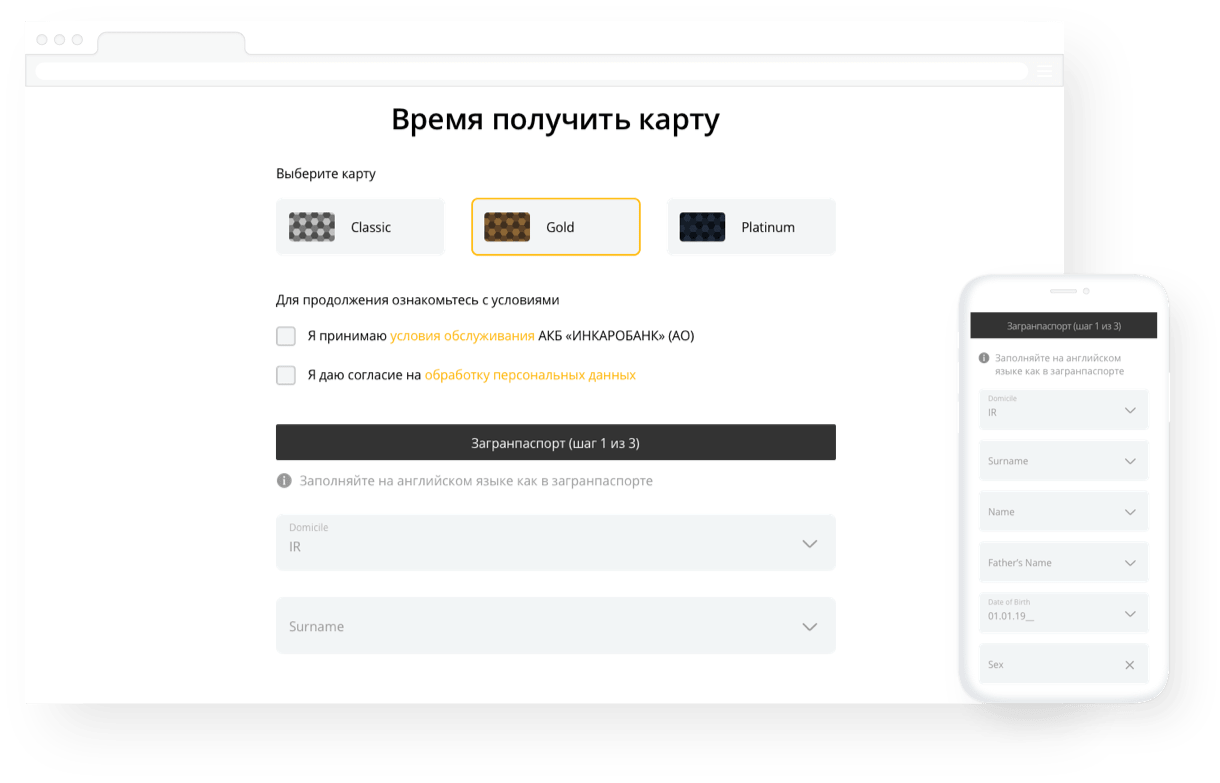 Время получить карту
Выберите карту
Classic
Gold
Platinum
Для продолжения ознакомьтесь с условиями
Я принимаю условия обслуживания АКБ «ИНКАРОБАНК» (АО)
Я даю согласие на обработку персональных данных
Загранпаспорт (шаг 1 из 3)
Заполняйте на английском языке как в загранпаспорте
Domicile
IR
Surname
Загранпаспорт (шаг 1 из 3)
Заполняйте на английском
языке как в загранпаспорте
Domicile
IR
Surname
Name
Father's Name
Date of Birth
01.01.19__
Sex